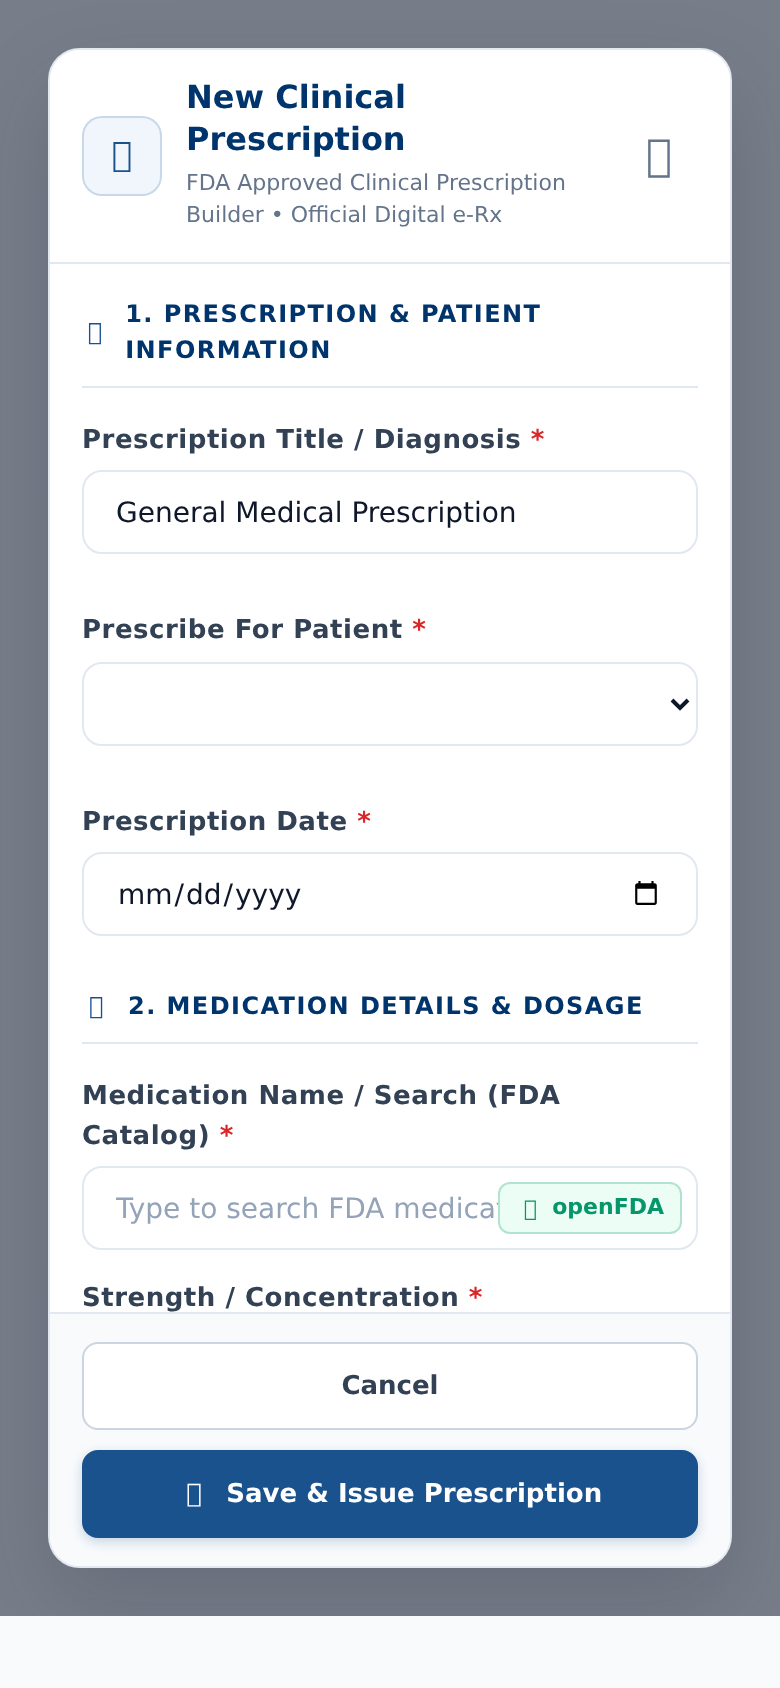 New Clinical
Prescription
FDA Approved Clinical Prescription
Builder • Official Digital e-Rx
1. PRESCRIPTION & PATIENT
INFORMATION
Prescription Title / Diagnosis *
General Medical Prescription
Prescribe For Patient *
Prescription Date *
mm/dd/yyyy
2. MEDICATION DETAILS & DOSAGE
Medication Name / Search (FDA
Catalog) *
Type to search FDA medicat
openFDA
Strength / Concentration *
Cancel
Save & Issue Prescription